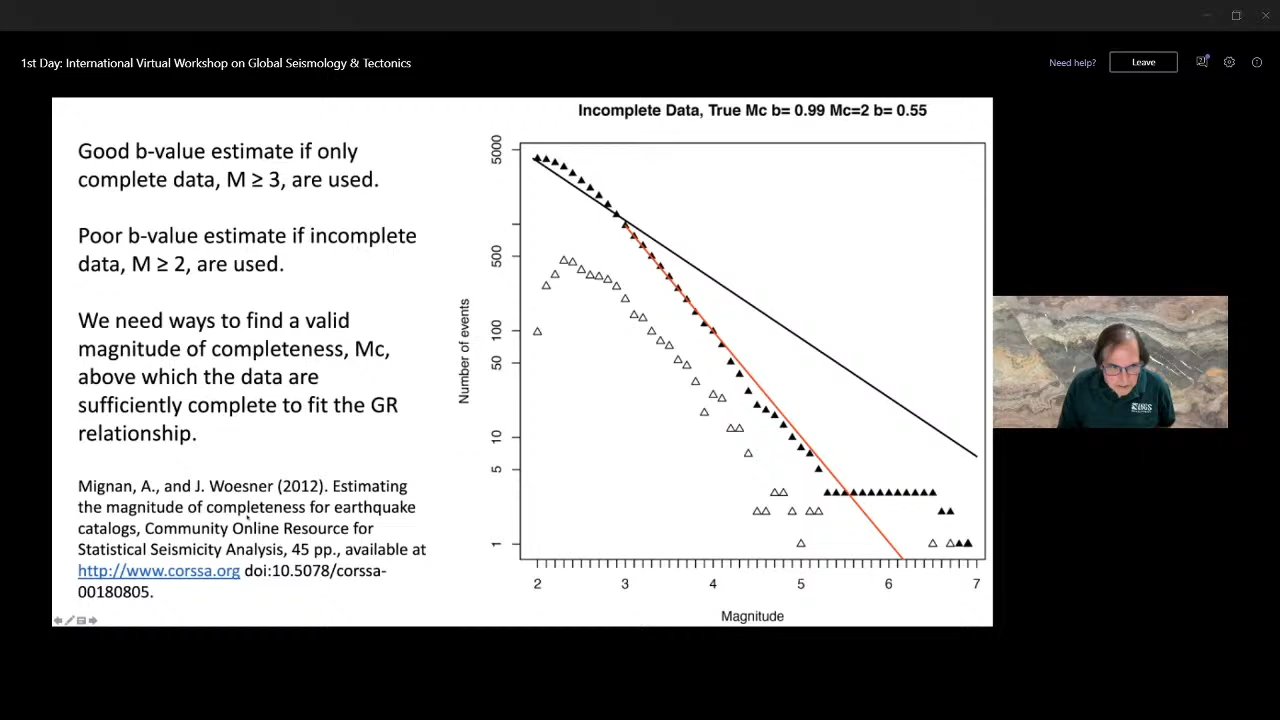 1st Day: International Virtual Workshop on Global Seismology & Tectonics
Need help?
Leave
Good b-value estimate if only
complete data, M ≥ 3, are used.
Poor b-value estimate if incomplete
data, M ≥ 2, are used.
We need ways to find a valid
magnitude of completeness, Mc,
above which the data are
sufficiently complete to fit the GR
relationship.
Mignan, A., and J. Woesner (2012). Estimating
the magnitude of completeness for earthquake
catalogs, Community Online Resource for
Statistical Seismicity Analysis, 45 pp., available at
http://www.corssa.org doi:10.5078/corssa-
00180805.
Incomplete Data, True Mc b= 0.99 Mc=2 b= 0.55
Number of events
5000
500
100
50
10
5
1
2 3 4 5 6 7
Magnitude
USGS